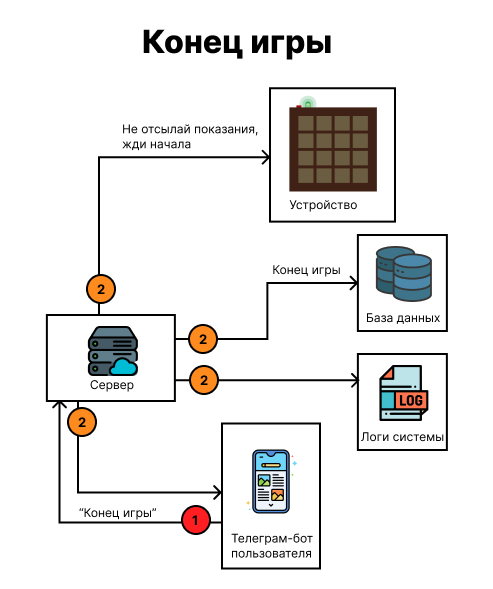 Конец игры
Не отсылай показания,
жди начала
Устройство
2
Конец игры
База данных
2
Сервер
2
LOG
Логи системы
2
“Конец игры”
1
Телеграм-бот
пользователя